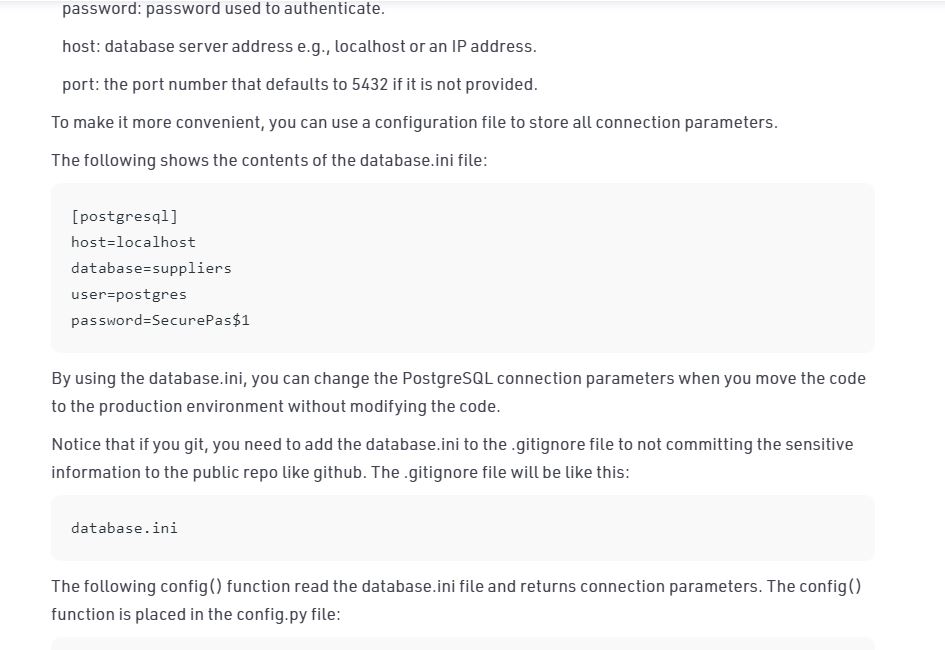 password: password used to authenticate.
host: database server address e.g., localhost or an IP address.
port: the port number that defaults to 5432 if it is not provided.
To make it more convenient, you can use a configuration file to store all connection parameters.
The following shows the contents of the database.ini file:
[postgresql]
host=localhost
database=suppliers
user=postgres
password=SecurePas$1
By using the database.ini, you can change the PostgreSQL connection parameters when you move the code
to the production environment without modifying the code.
Notice that if you git, you need to add the database.ini to the .gitignore file to not committing the sensitive
information to the public repo like github. The .gitignore file will be like this:
database.ini
The following config() function read the database.ini file and returns connection parameters. The config()
function is placed in the config.py file: